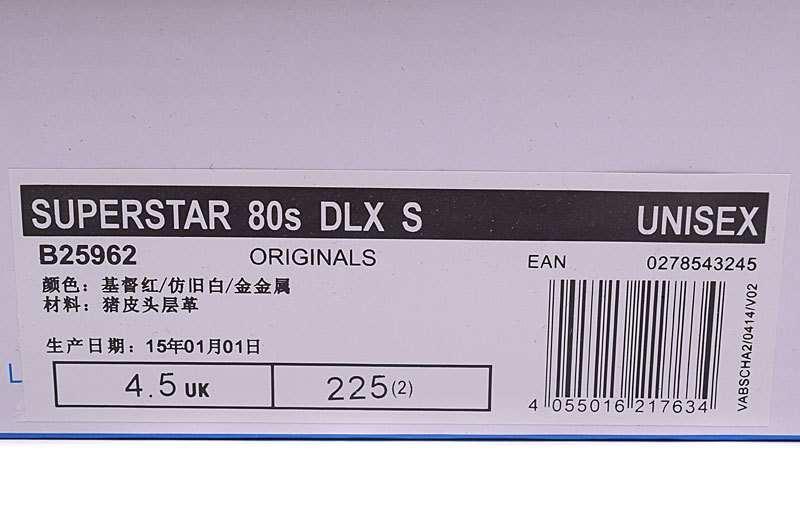 SUPERSTAR 80s DLX S UNISEX
B25962 ORIGINALS EAN 0278543245
颜色：基督红/仿旧白/金金属
材料：猪皮头层革
生产日期：15年01月01日
4.5 UK 225(2)
4 055016 217634
VABSCHA2/0414/V02
L